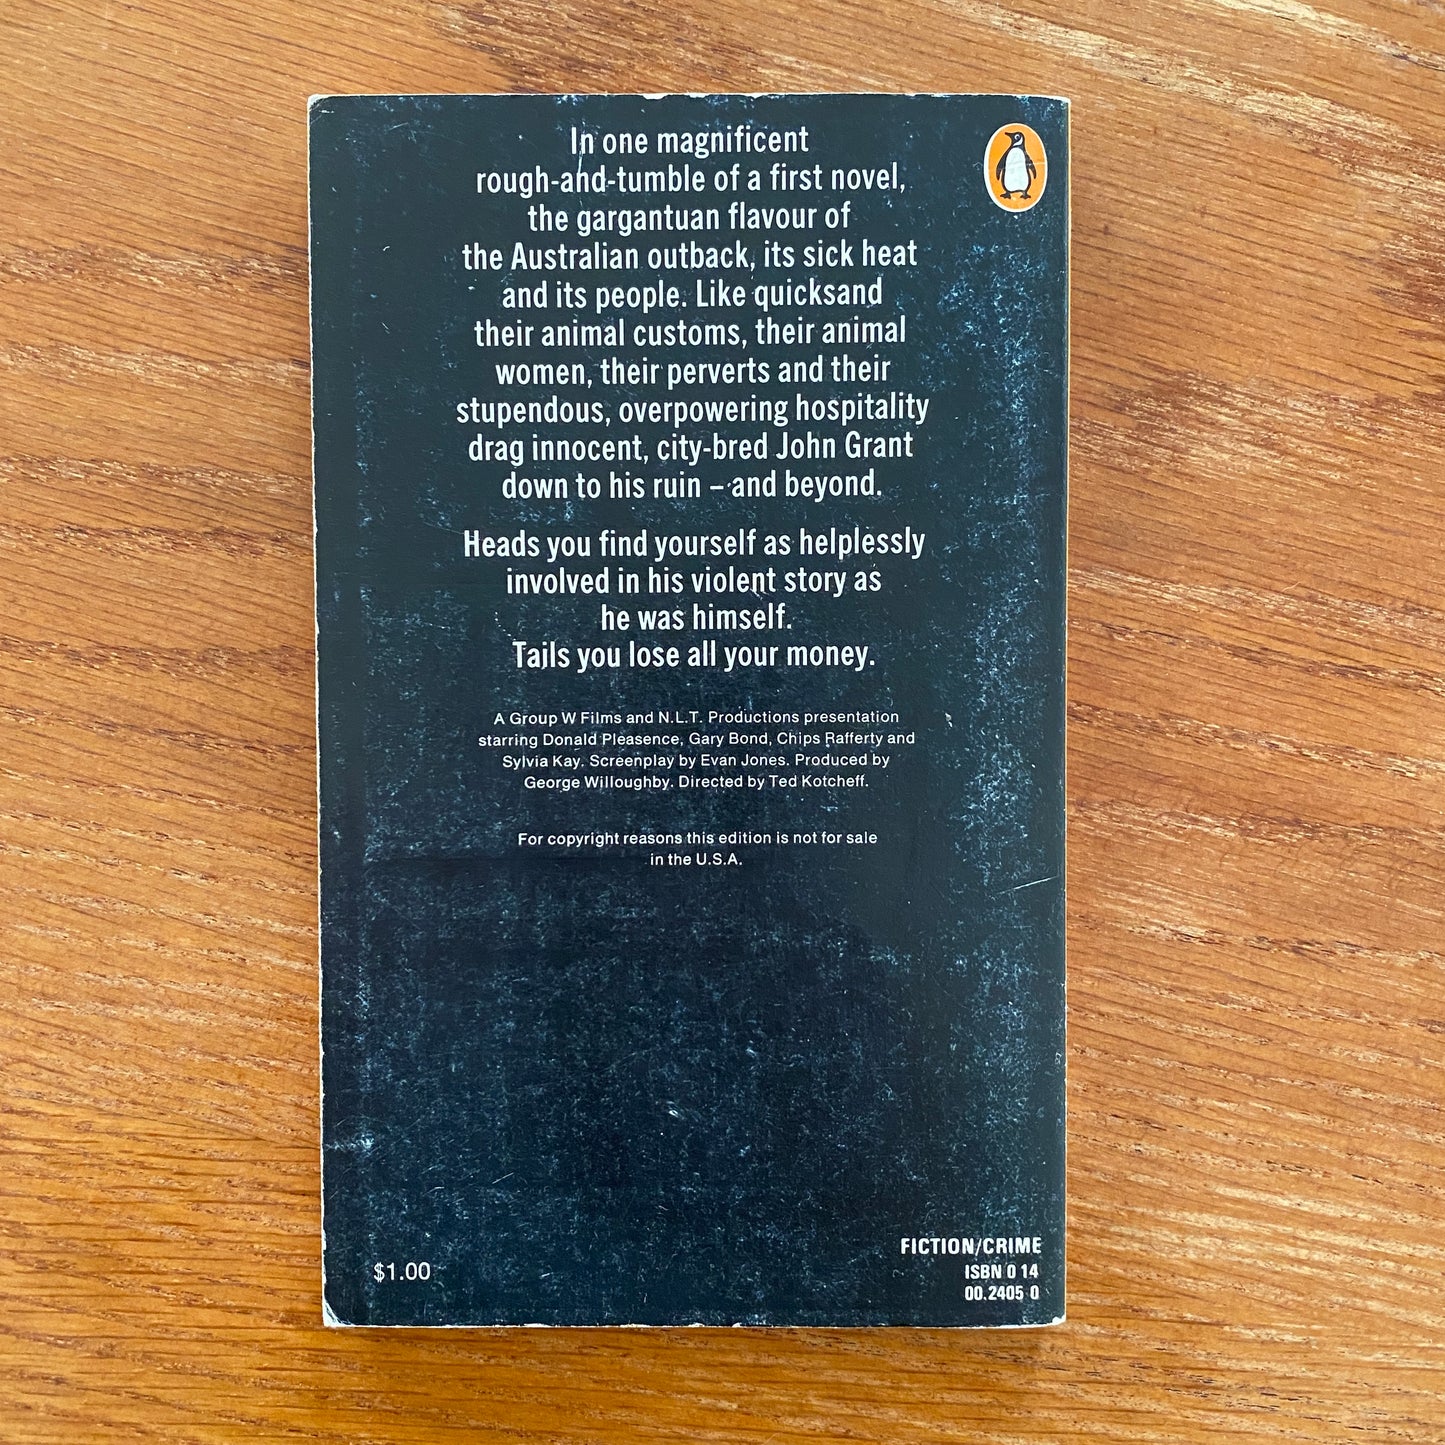 In one magnificent
rough-and-tumble of a first novel,
the gargantuan flavour of
the Australian outback, its sick heat
and its people. Like quicksand
their animal customs, their animal
women, their perverts and their
stupendous, overpowering hospitality
drag innocent, city-bred John Grant
down to his ruin – and beyond.
Heads you find yourself as helplessly
involved in his violent story as
he was himself.
Tails you lose all your money.
A Group W Films and N.L.T. Productions presentation
starring Donald Pleasence, Gary Bond, Chips Rafferty and
Sylvia Kay. Screenplay by Evan Jones. Produced by
George Willoughby. Directed by Ted Kotcheff.
For copyright reasons this edition is not for sale
in the U.S.A.
$1.00
FICTION/CRIME
ISBN 0 14
00.2405 0